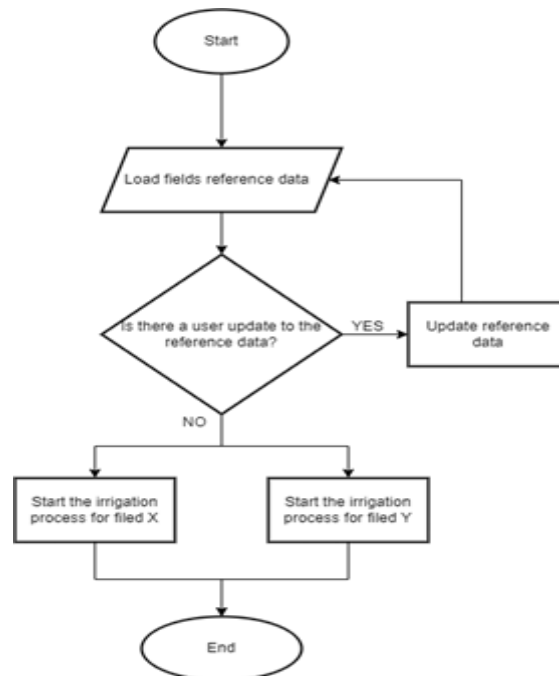 Start
Load fields reference data
Is there a user update to the
reference data?
YES
Update reference
data
NO
Start the irrigation
process for filed X
Start the irrigation
process for filed Y
End